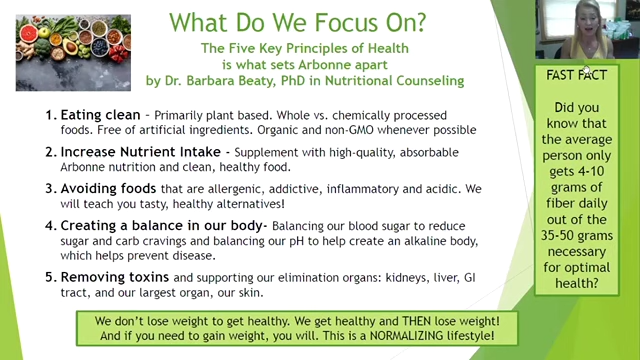 What Do We Focus On?
The Five Key Principles of Health
is what sets Arbonne apart
by Dr. Barbara Beaty, PhD in Nutritional Counseling
1. Eating clean – Primarily plant based. Whole vs. chemically processed
foods. Free of artificial ingredients. Organic and non-GMO whenever possible
2. Increase Nutrient Intake - Supplement with high-quality, absorbable
Arbonne nutrition and clean, healthy food.
3. Avoiding foods that are allergenic, addictive, inflammatory and acidic. We
will teach you tasty, healthy alternatives!
4. Creating a balance in our body- Balancing our blood sugar to reduce
sugar and carb cravings and balancing our pH to help create an alkaline body,
which helps prevent disease.
5. Removing toxins and supporting our elimination organs: kidneys, liver, GI
tract, and our largest organ, our skin.
We don't lose weight to get healthy. We get healthy and THEN lose weight!
And if you need to gain weight, you will. This is a NORMALIZING lifestyle!
FAST FACT
Did you
know that
the average
person only
gets 4-10
grams of
fiber daily
out of the
35-50 grams
necessary
for optimal
health?